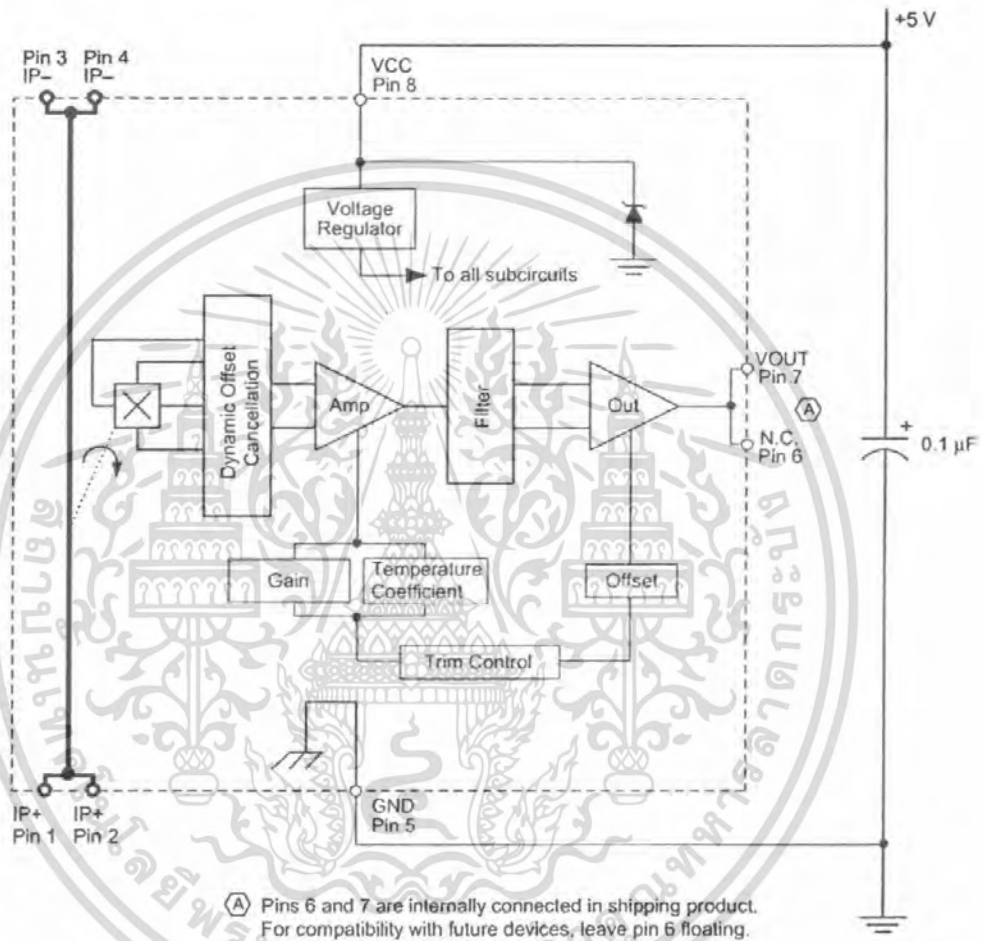 +5 V
Pin 3 Pin 4
IP– IP–
VCC
Pin 8
Voltage
Regulator
To all subcircuits
Dynamic Offset
Cancellation
Amp
Filter
Out
VOUT
Pin 7
A
N.C.
Pin 6
+
0.1 µF
Gain
Temperature
Coefficient
Offset
Trim Control
GND
Pin 5
IP+ IP+
Pin 1 Pin 2
A Pins 6 and 7 are internally connected in shipping product.
For compatibility with future devices, leave pin 6 floating.